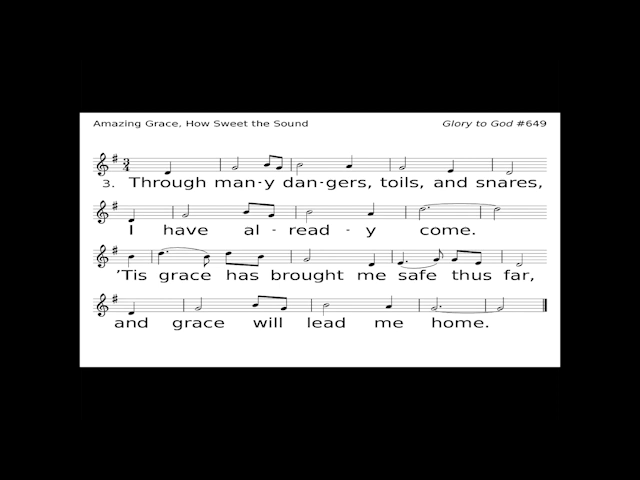 Amazing Grace, How Sweet the Sound Glory to God #649
3. Through man-y dan-gers, toils, and snares,
I have al - read - y come.
’Tis grace has brought me safe thus far,
and grace will lead me home.